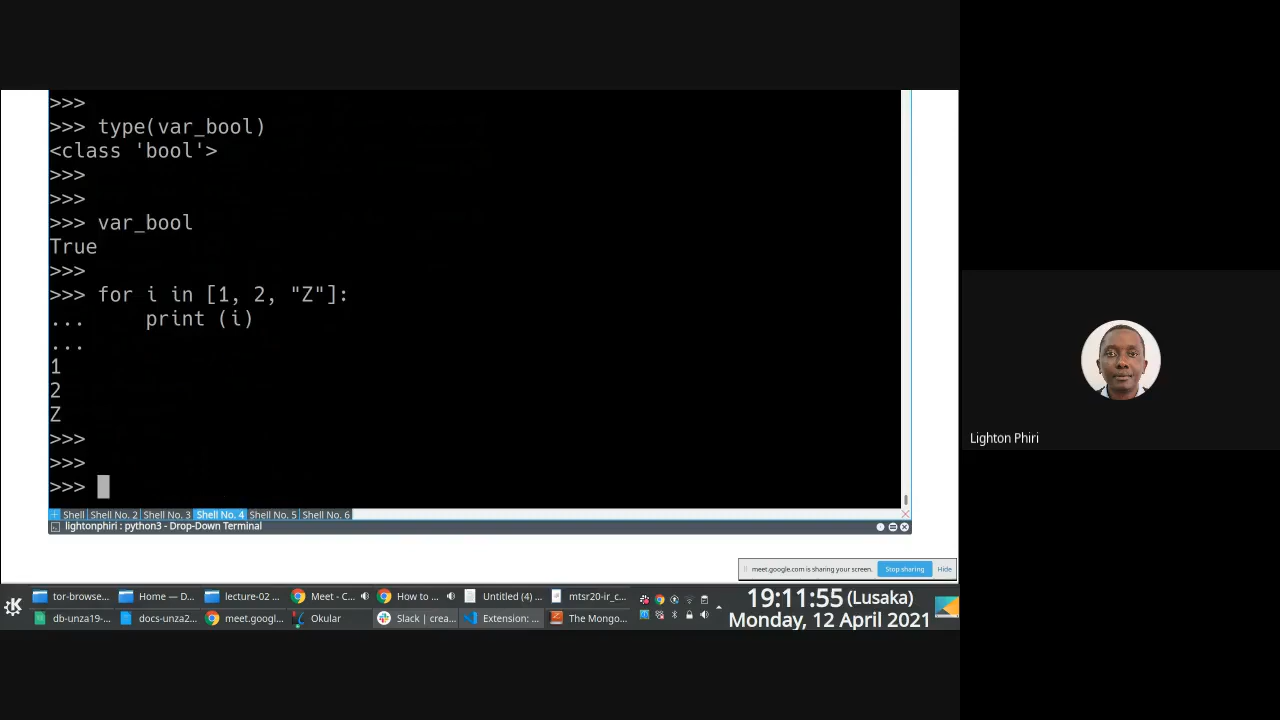 >>>
>>> type(var_bool)
<class 'bool'>
>>>
>>>
>>> var_bool
True
>>>
>>> for i in [1, 2, "Z"]:
...     print (i)
...
1
2
Z
>>>
>>>
>>>
Shell Shell No. 2 Shell No. 3 Shell No. 4 Shell No. 5 Shell No. 6
lightonphiri : python3 - Drop-Down Terminal
Lighton Phiri
meet.google.com is sharing your screen. Stop sharing Hide
tor-browse... Home — D... lecture-02 ... Meet - C... How to ... Untitled (4) ... mtsr20-ir_c... 19:11:55 (Lusaka)
db-unza19-... docs-unza2... meet.googl... Okular Slack | crea... Extension: ... The Mongo... Monday, 12 April 2021